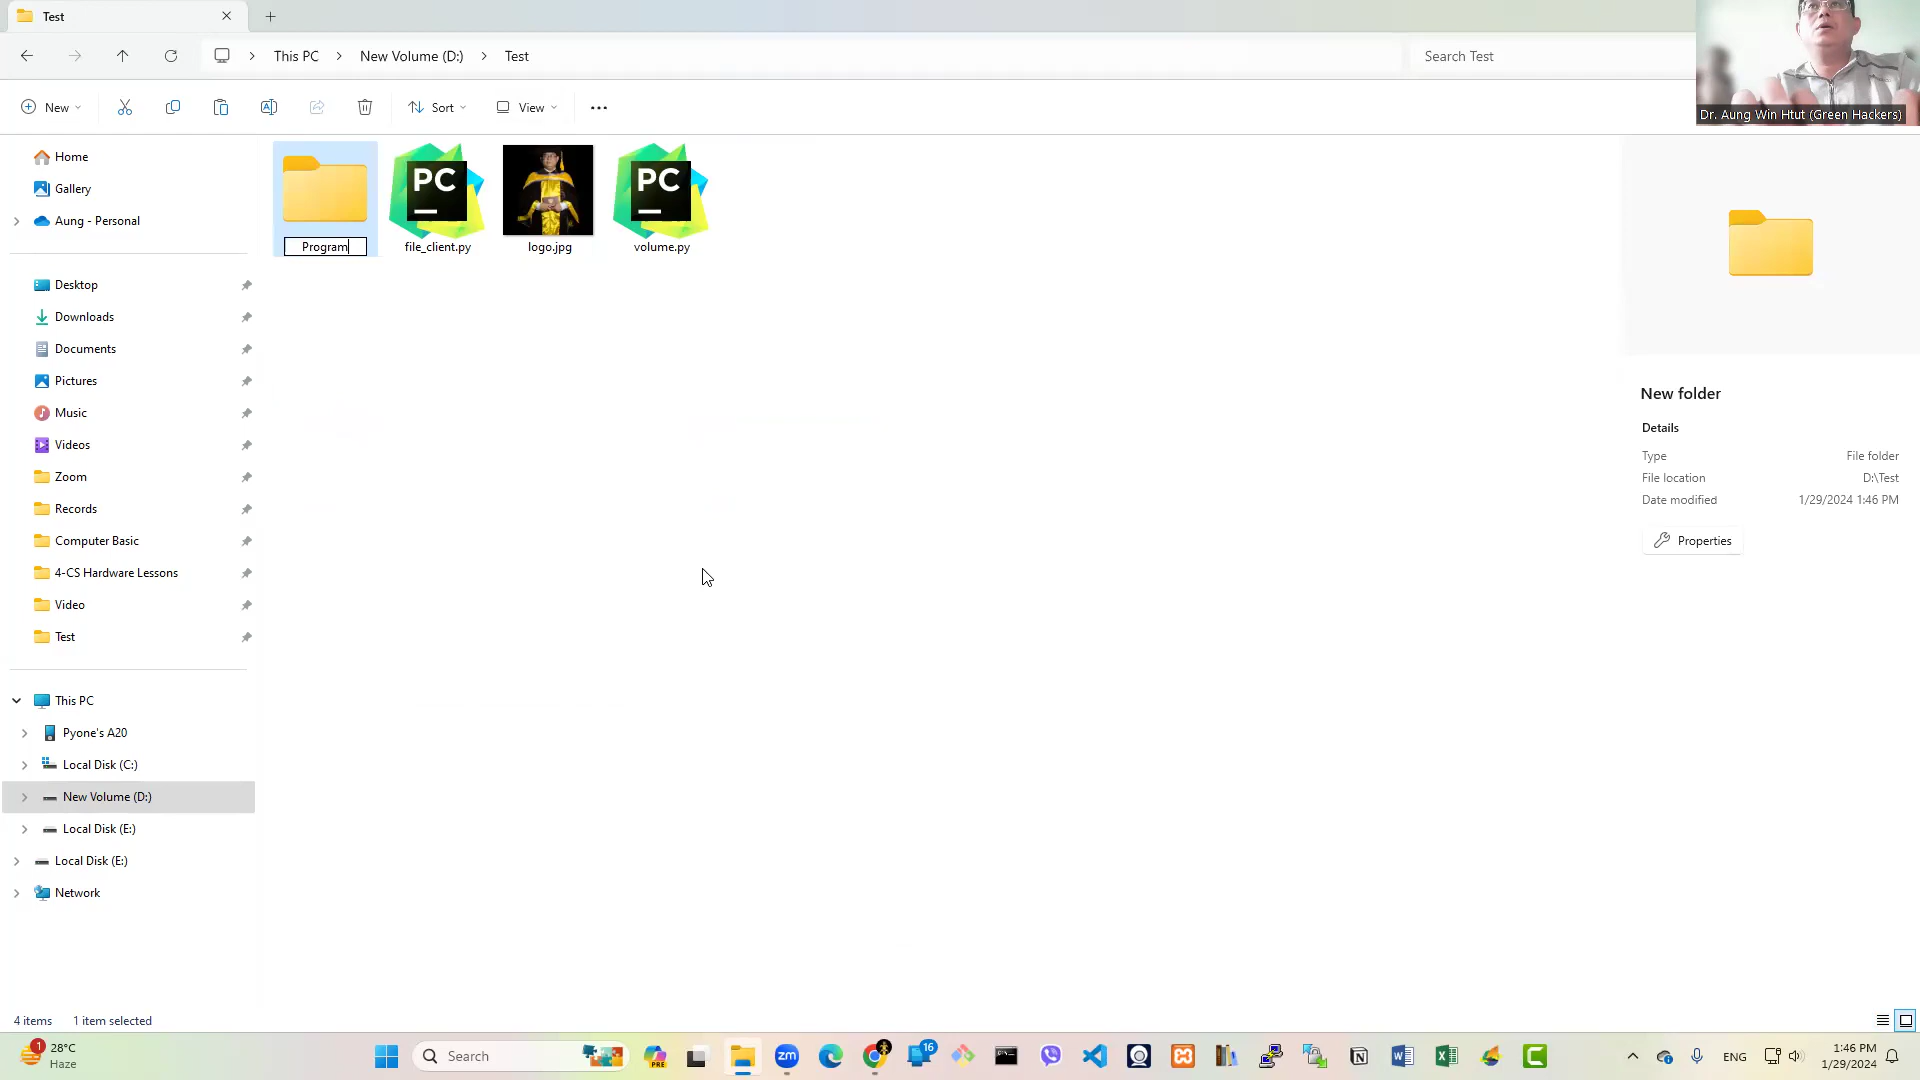 Test
This PC
New Volume (D:)
Test
Search Test
Dr. Aung Win Htut (Green Hackers)
New
Sort
View
Home
Gallery
Aung - Personal
Desktop
Downloads
Documents
Pictures
Music
Videos
Zoom
Records
Computer Basic
4-CS Hardware Lessons
Video
Test
This PC
Pyone's A20
Local Disk (C:)
New Volume (D:)
Local Disk (E:)
Local Disk (E:)
Network
PC
PC
Program
file_client.py
logo.jpg
volume.py
New folder
Details
Type File folder
File location D:\Test
Date modified 1/29/2024 1:46 PM
Properties
4 items 1 item selected
1
28°C
Haze
Search
PRE
zm
16
ENG
1:46 PM
1/29/2024